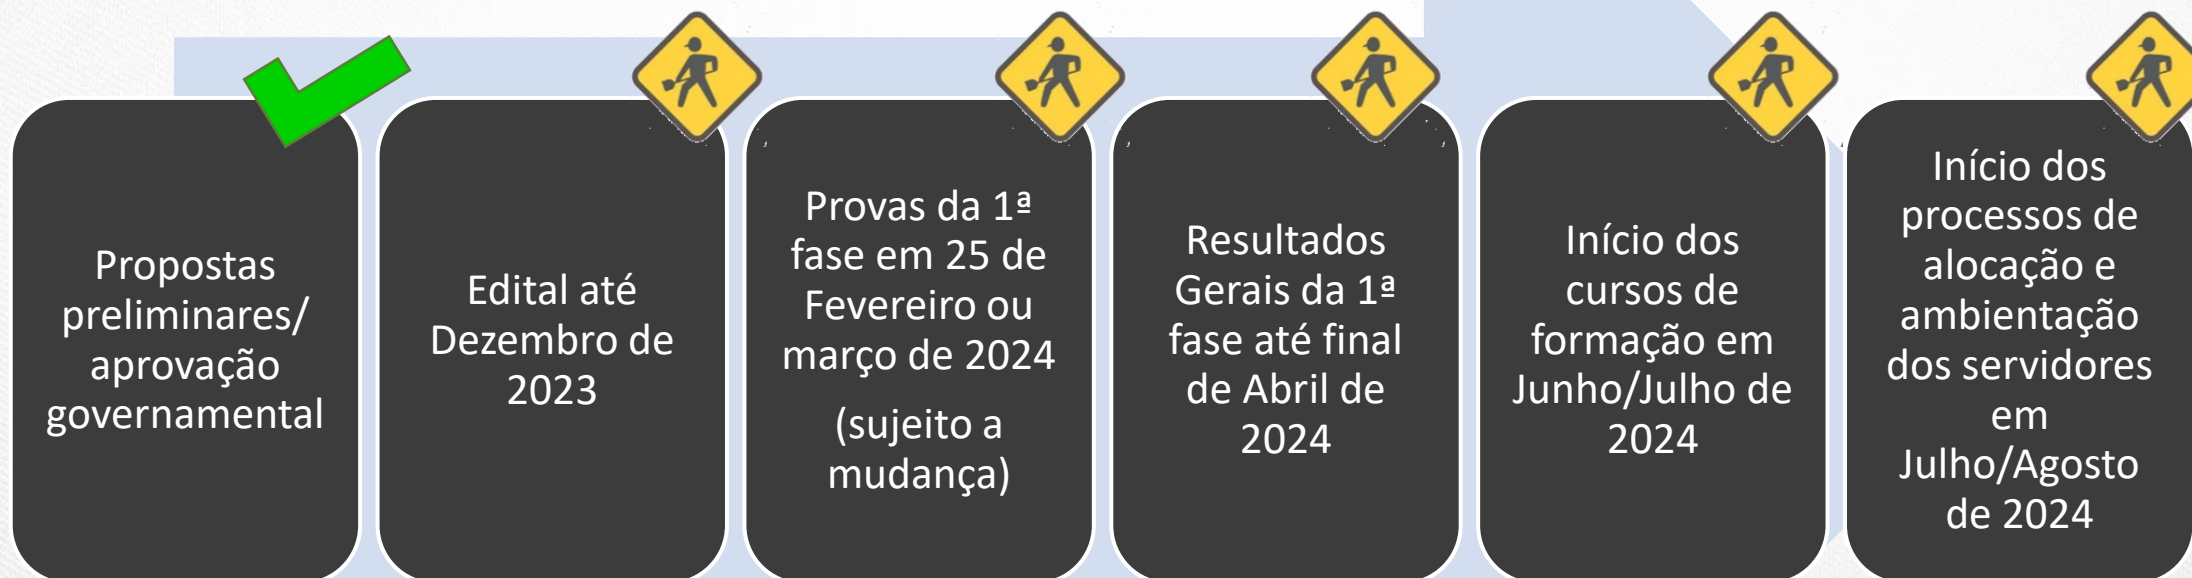 Propostas
preliminares/
aprovação
governamental
Edital até
Dezembro de
2023
Provas da 1ª
fase em 25 de
Fevereiro ou
março de 2024
(sujeito a
mudança)
Resultados
Gerais da 1ª
fase até final
de Abril de
2024
Início dos
cursos de
formação em
Junho/Julho de
2024
Início dos
processos de
alocação e
ambientação
dos servidores
em
Julho/Agosto
de 2024